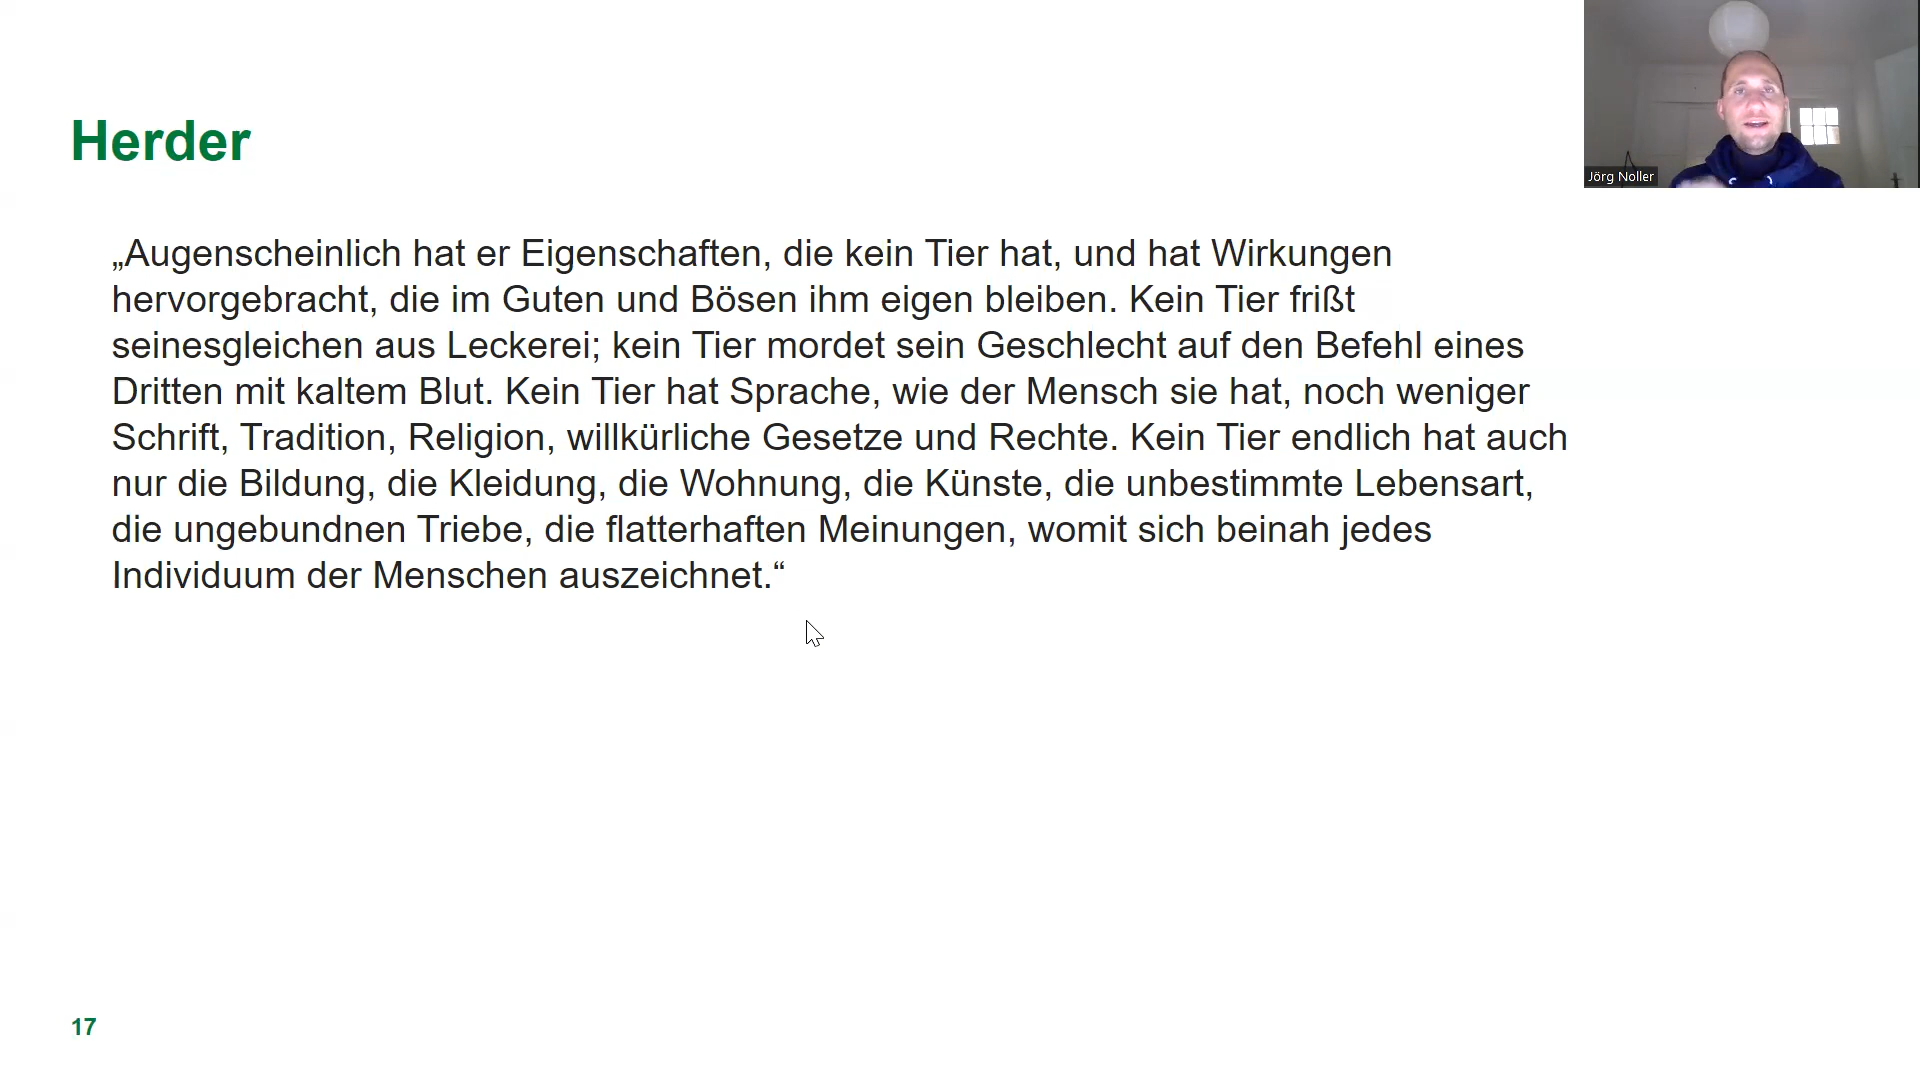 Herder
Jörg Noller
„Augenscheinlich hat er Eigenschaften, die kein Tier hat, und hat Wirkungen
hervorgebracht, die im Guten und Bösen ihm eigen bleiben. Kein Tier frißt
seinesgleichen aus Leckerei; kein Tier mordet sein Geschlecht auf den Befehl eines
Dritten mit kaltem Blut. Kein Tier hat Sprache, wie der Mensch sie hat, noch weniger
Schrift, Tradition, Religion, willkürliche Gesetze und Rechte. Kein Tier endlich hat auch
nur die Bildung, die Kleidung, die Wohnung, die Künste, die unbestimmte Lebensart,
die ungebundnen Triebe, die flatterhaften Meinungen, womit sich beinah jedes
Individuum der Menschen auszeichnet.“
17